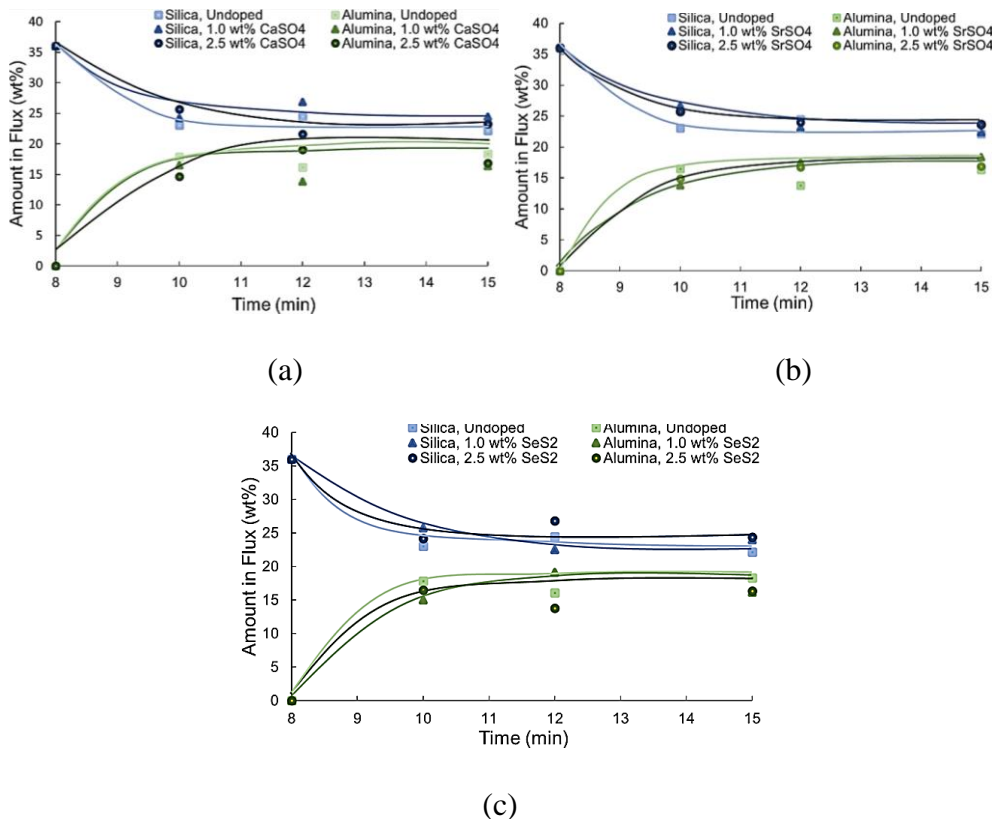 Silica, Undoped Alumina, Undoped
Silica, 1.0 wt% CaSO4 Alumina, 1.0 wt% CaSO4
Silica, 2.5 wt% CaSO4 Alumina, 2.5 wt% CaSO4
40
35
30
25
20
15
10
5
0
Amount in Flux (wt%)
8 9 10 11 12 13 14 15
Time (min)
(a)
Silica, Undoped Alumina, Undoped
Silica, 1.0 wt% SrSO4 Alumina, 1.0 wt% SrSO4
Silica, 2.5 wt% SrSO4 Alumina, 2.5 wt% SrSO4
40
35
30
25
20
15
10
5
0
Amount in Flux (wt%)
8 9 10 11 12 13 14 15
Time (min)
(b)
Silica, Undoped Alumina, Undoped
Silica, 1.0 wt% SeS2 Alumina, 1.0 wt% SeS2
Silica, 2.5 wt% SeS2 Alumina, 2.5 wt% SeS2
40
35
30
25
20
15
10
5
0
Amount in Flux (wt%)
8 9 10 11 12 13 14 15
Time (min)
(c)